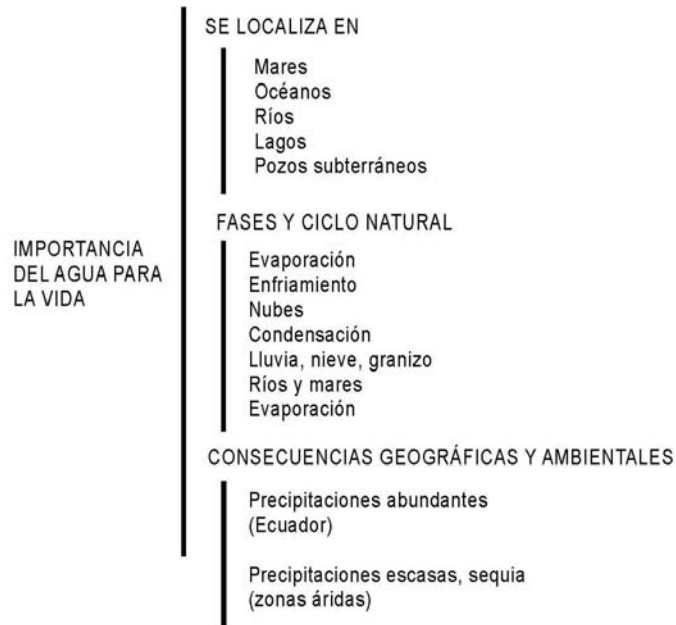 SE LOCALIZA EN
Mares
Océanos
Ríos
Lagos
Pozos subterráneos
FASES Y CICLO NATURAL
IMPORTANCIA
DEL AGUA PARA
LA VIDA
Evaporación
Enfriamiento
Nubes
Condensación
Lluvia, nieve, granizo
Ríos y mares
Evaporación
CONSECUENCIAS GEOGRÁFICAS Y AMBIENTALES
Precipitaciones abundantes
(Ecuador)
Precipitaciones escasas, sequia
(zonas áridas)